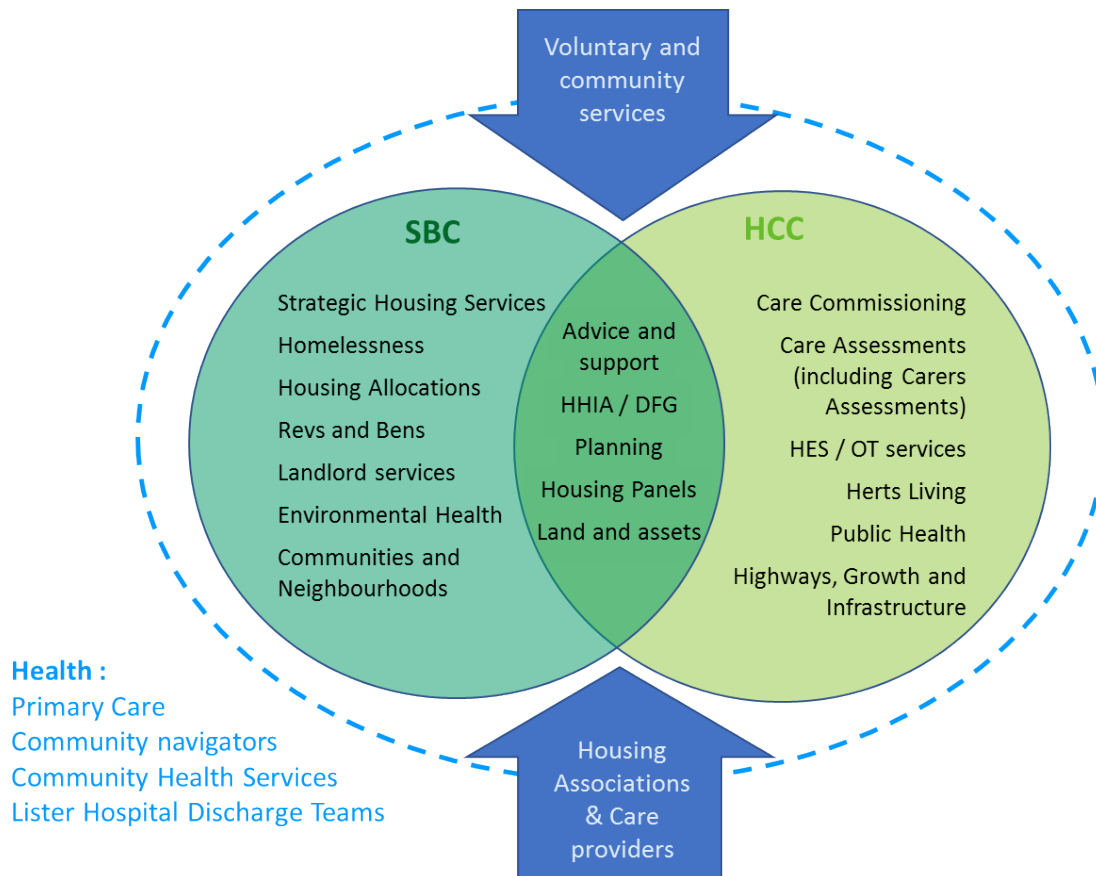 Voluntary and
community
services
SBC
Strategic Housing Services
Homelessness
Housing Allocations
Revs and Bens
Landlord services
Environmental Health
Communities and
Neighbourhoods
Advice and
support
HHIA / DFG
Planning
Housing Panels
Land and assets
HCC
Care Commissioning
Care Assessments
(including Carers
Assessments)
HES / OT services
Herts Living
Public Health
Highways, Growth and
Infrastructure
Health :
Primary Care
Community navigators
Community Health Services
Lister Hospital Discharge Teams
Housing
Associations
& Care
providers